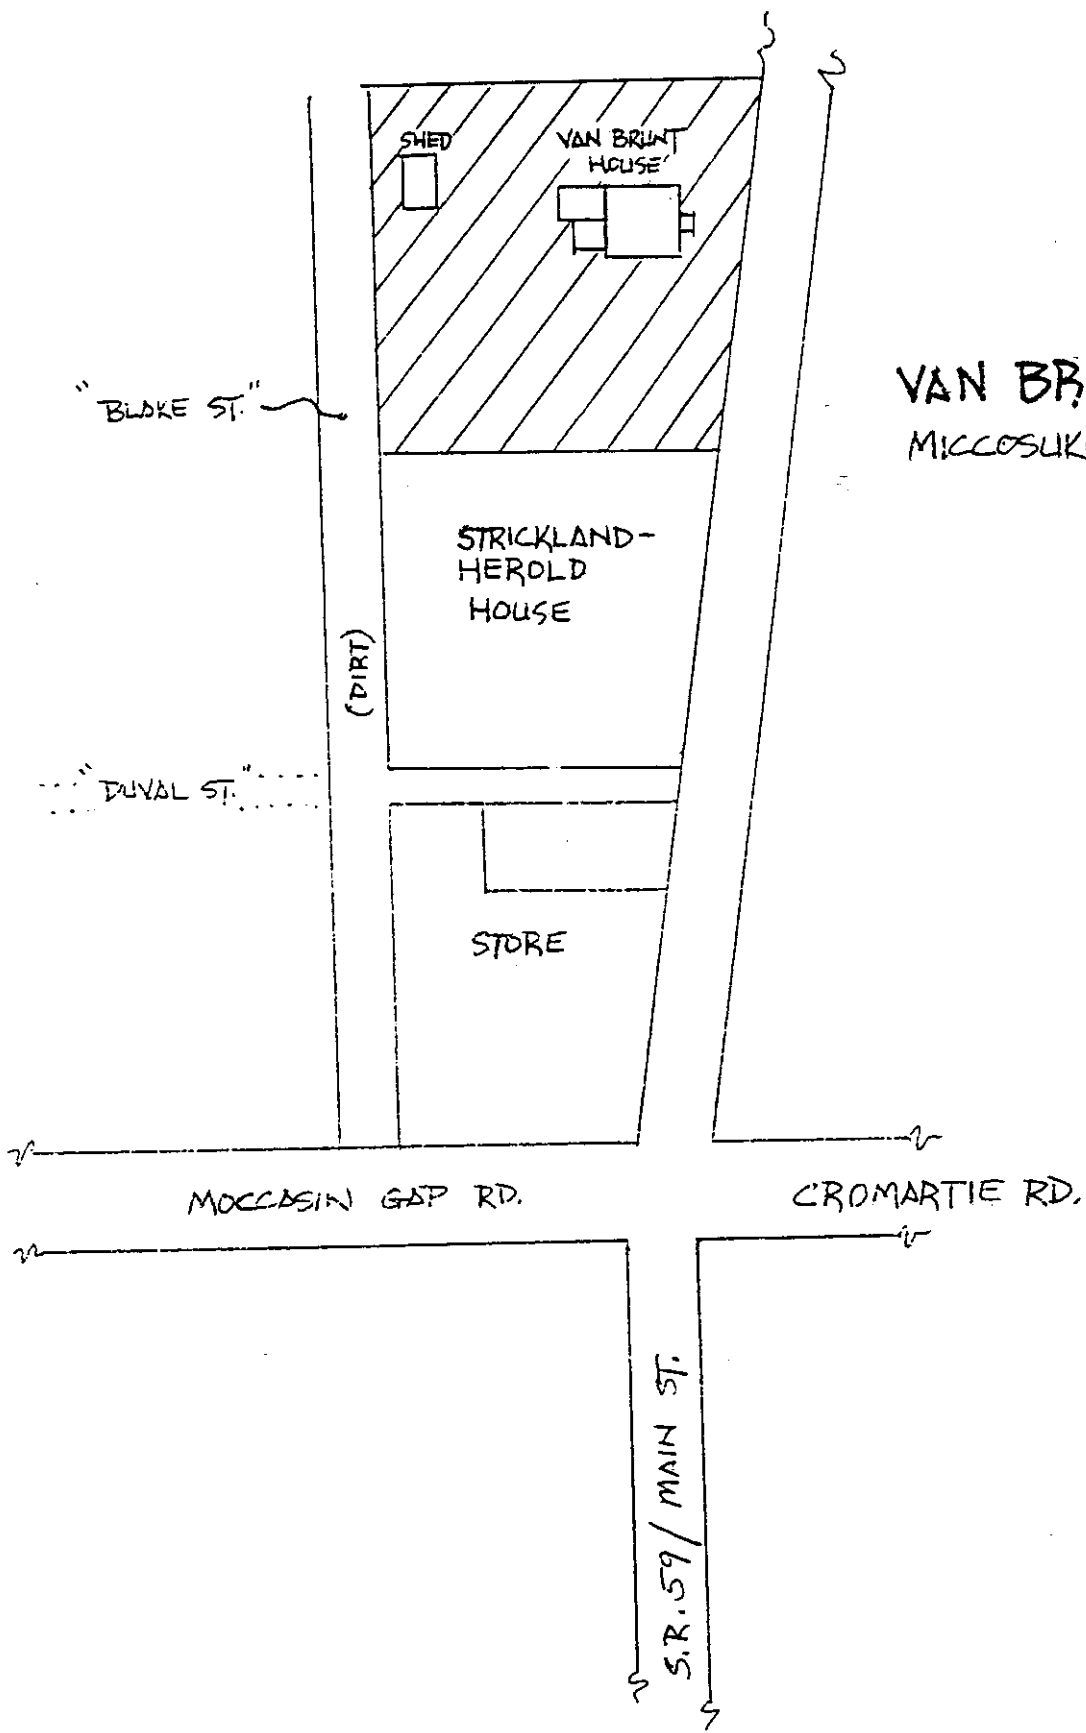 SHED
VAN BRUNT
HOUSE
VAN BR
MICCOSUK
"BLAKE ST."
STRICKLAND-
HEROLD
HOUSE
(DIRT)
"DUVAL ST."
STORE
MOCCASIN GAP RD.
CROMARTIE RD.
S.R. 59/ MAIN ST.